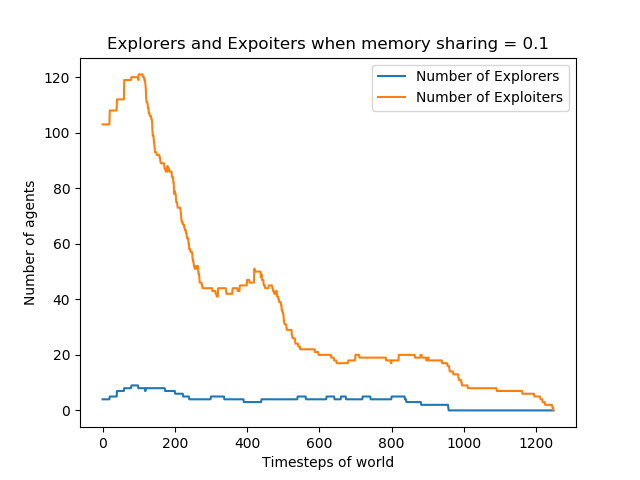 Explorers and Expoiters when memory sharing = 0.1
Number of Explorers
Number of Exploiters
Number of agents
120
100
80
60
40
20
0
0 200 400 600 800 1000 1200
Timesteps of world